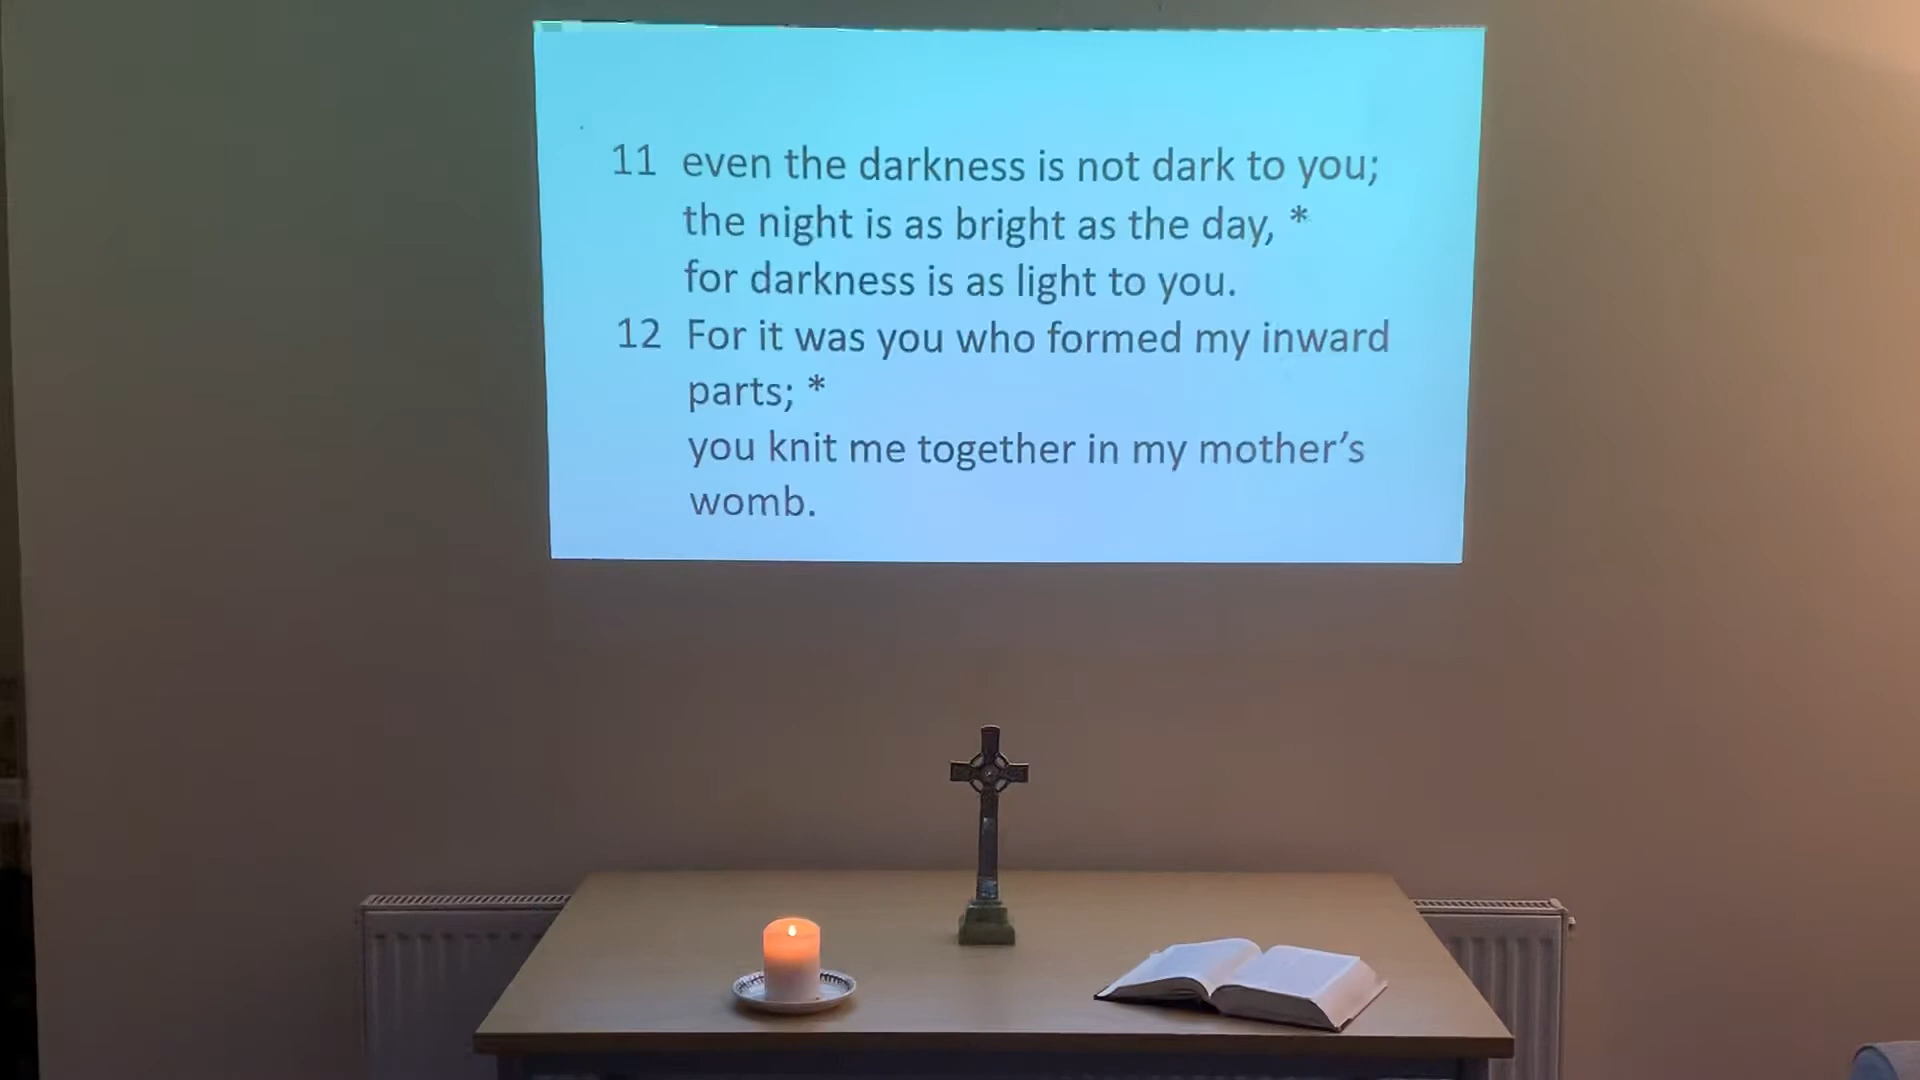 11 even the darkness is not dark to you;
the night is as bright as the day, *
for darkness is as light to you.
12 For it was you who formed my inward
parts; *
you knit me together in my mother’s
womb.